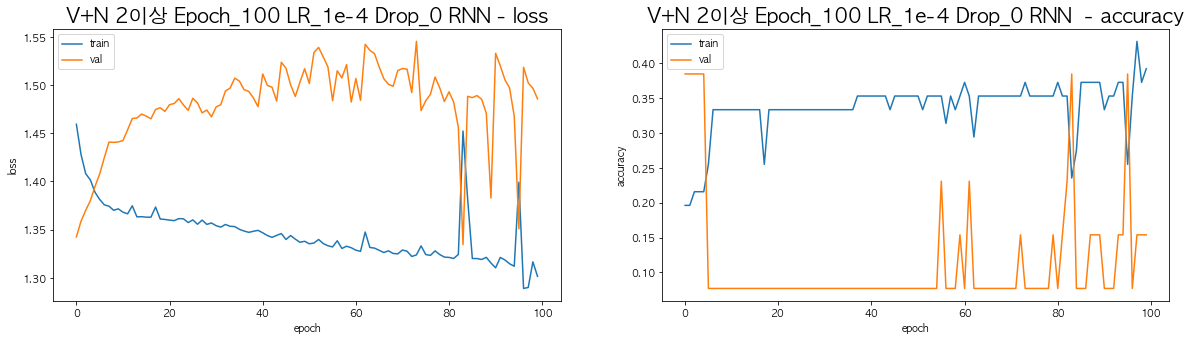 V+N 2이상 Epoch_100 LR_1e-4 Drop_0 RNN - loss
train
val
1.55
1.50
1.45
1.40
1.35
1.30
loss
0
20
40
60
80
100
epoch
V+N 2이상 Epoch_100 LR_1e-4 Drop_0 RNN - accuracy
train
val
0.40
0.35
0.30
0.25
0.20
0.15
0.10
accuracy
0
20
40
60
80
100
epoch